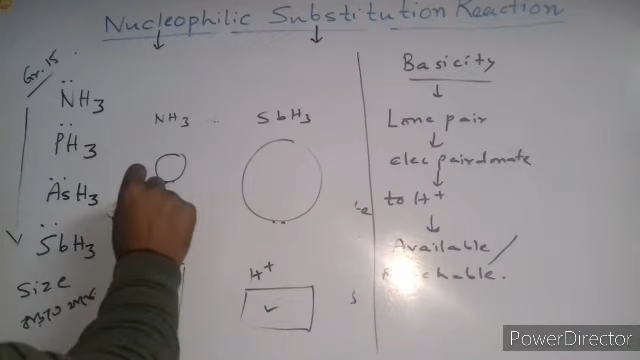 Nucleophilic Substitution Reaction
Gr. 15
NH3
PH3
AsH3
SbH3
Size
NH3
SbH3
H+
Basicity
Lone pair
elec pair donate
to H+
Available /
PowerDirector